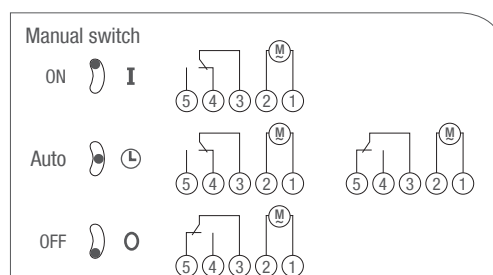 Manual switch
ON I M ~
5 4 3 2 1
Auto M ~ M ~
5 4 3 2 1 5 4 3 2 1
OFF O M ~
5 4 3 2 1